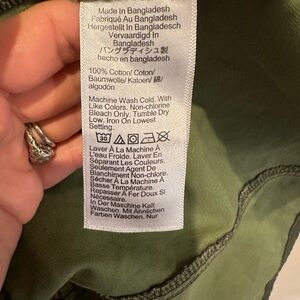 Made In Bangladesh
Fabriqué Au Bangladesh
Hergestellt In Bangladesch
Vervaardigd In
Bangladesh
バングラディシュ製
hecho en bangladesh
100% Cotton/ Coton/
Baumwolle/ Katoen/ 綿/
algodón
Machine Wash Cold. With
Like Colors. Non-chlorine
Bleach Only. Tumble Dry
Low. Iron On Lowest
Setting.
30
Laver À La Machine À
L'eau Froide. Laver En
Séparant Les Couleurs.
Seulement Agent De
Blanchiment Non-chloré.
Sécher À La Machine À
Basse Température.
Repasser À Fer Doux Si
Nécessaire.
In Der Maschine Kalt
Waschen. Mit Ähnlichen
Farben Waschen. Nur